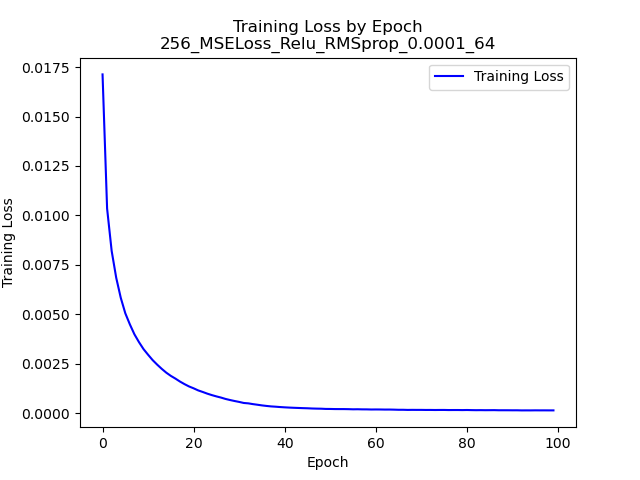 Training Loss by Epoch
256_MSELoss_Relu_RMSprop_0.0001_64
Training Loss
0.0175
0.0150
0.0125
0.0100
0.0075
0.0050
0.0025
0.0000
Training Loss
0 20 40 60 80 100
Epoch